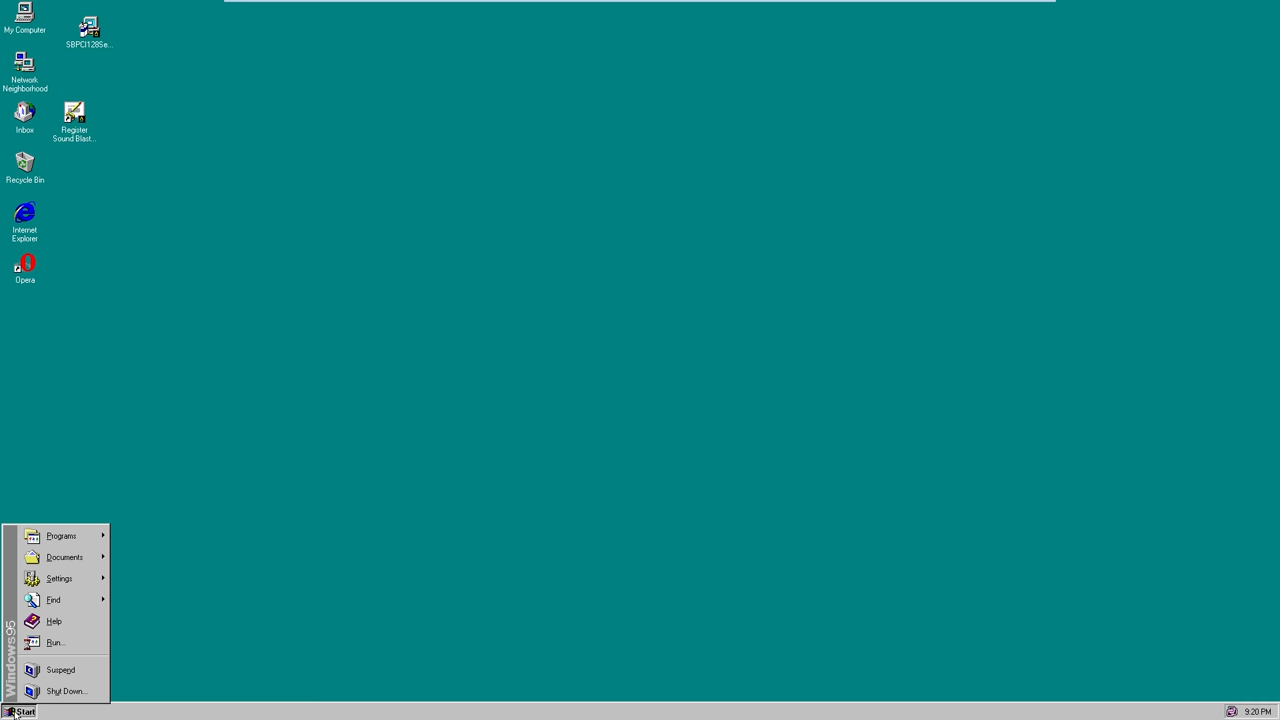 My Computer
SBPCI128Se...
Network
Neighborhood
Inbox
Register
Sound Blast...
Recycle Bin
Internet
Explorer
Opera
Programs
Documents
Settings
Find
Help
Run...
Suspend
Shut Down...
Windows95
Start
9:20 PM